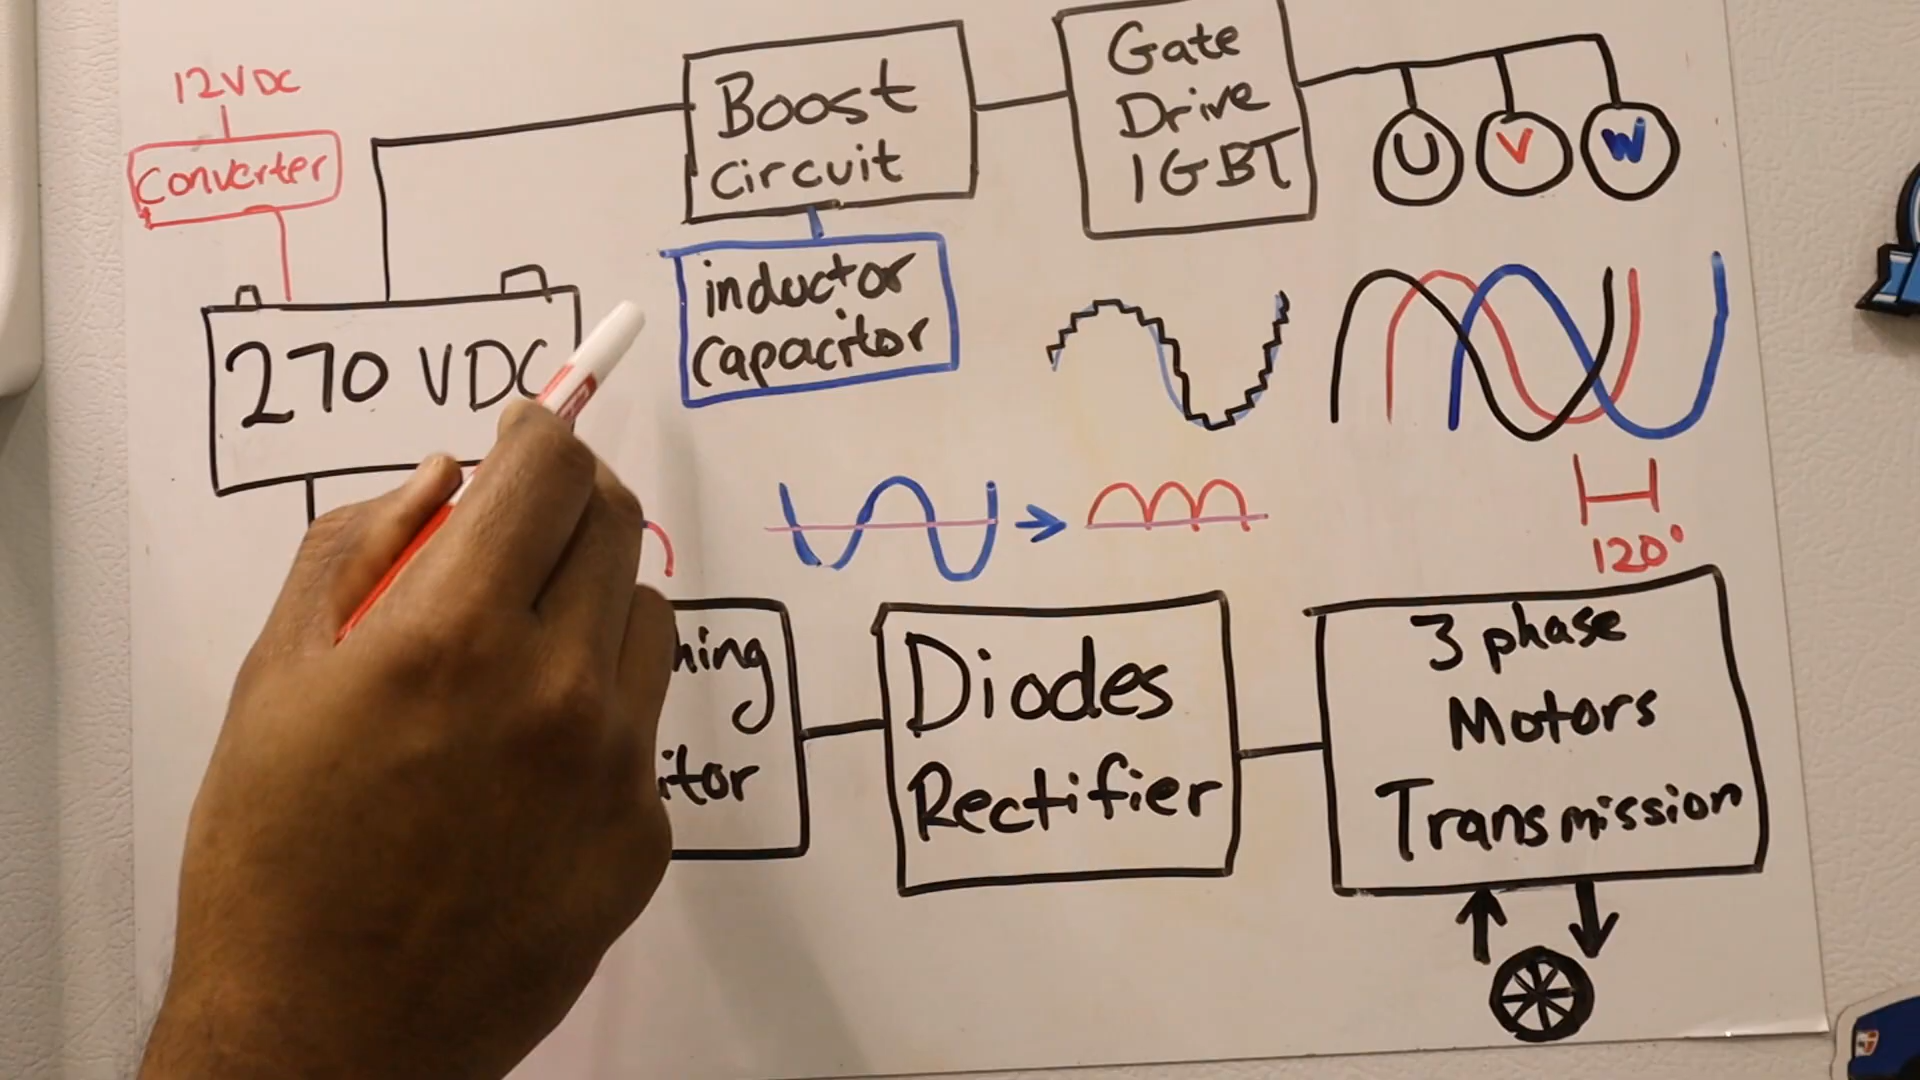 12VDC
Converter
Boost
circuit
Gate
Drive
IGBT
U
V
W
270 VDC
inductor
capacitor
120°
Diodes
Rectifier
3 phase
Motors
Transmission